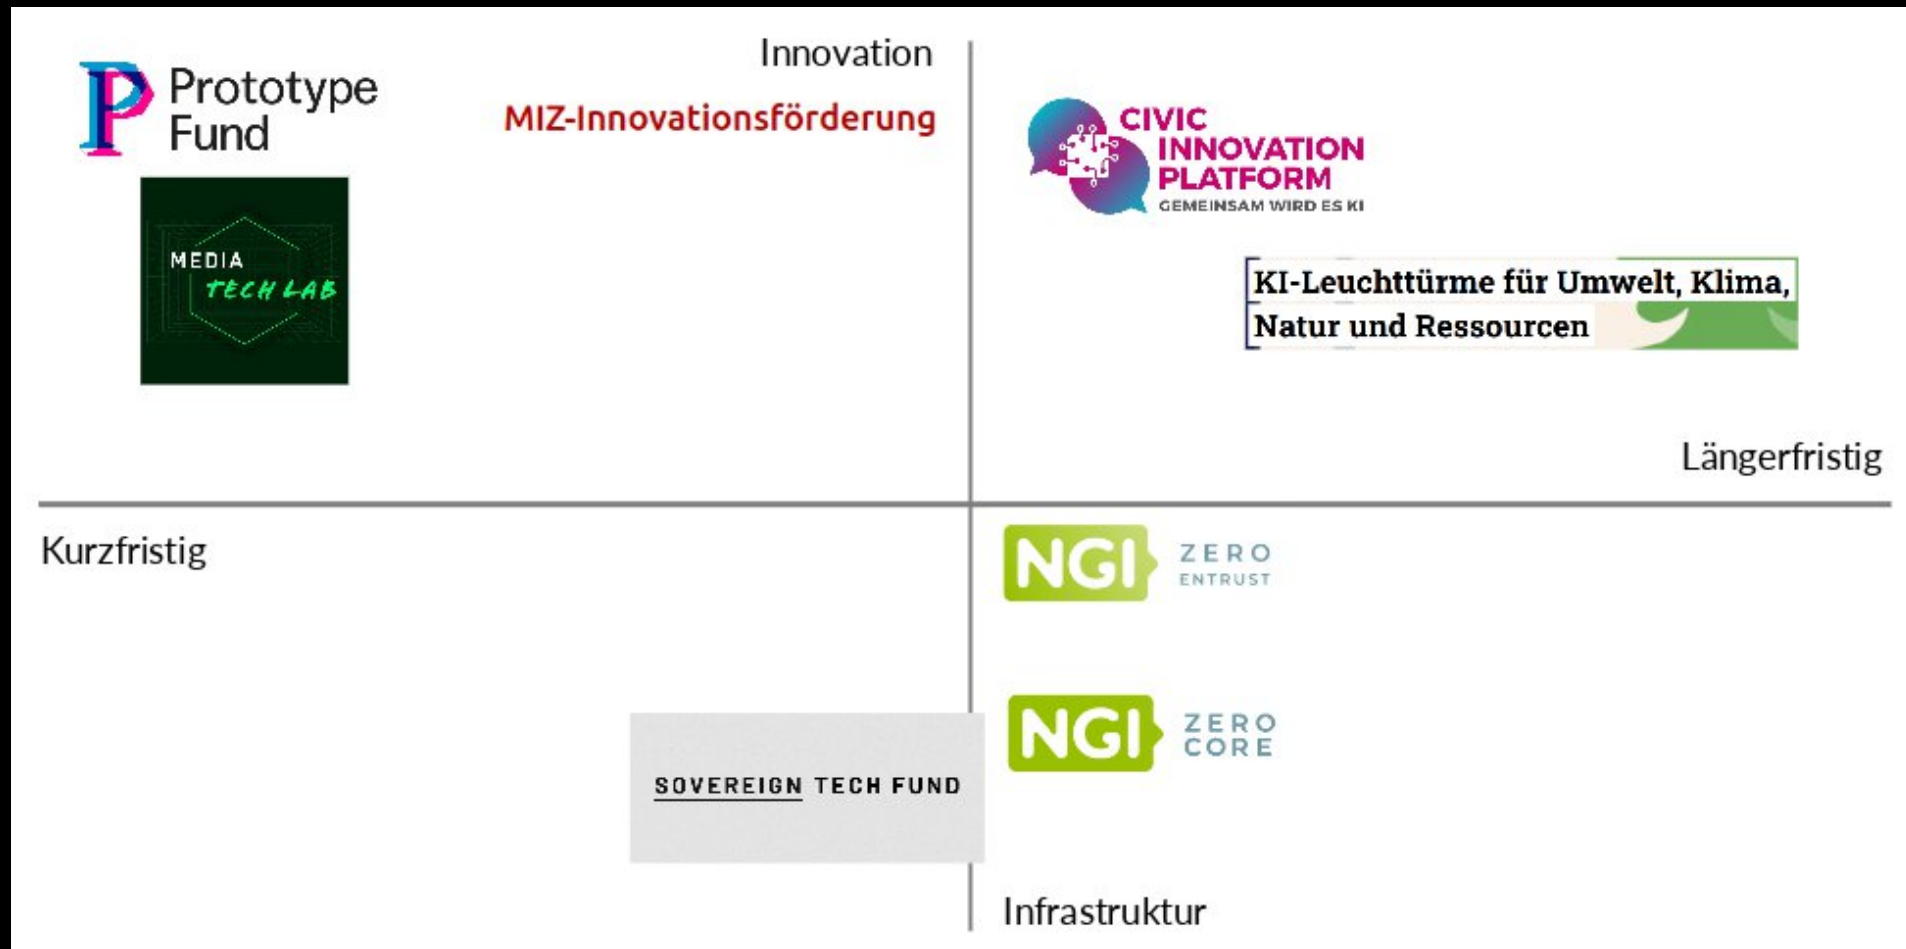 Innovation
Prototype
Fund
MIZ-Innovationsförderung
MEDIA
TECH LAB
CIVIC
INNOVATION
PLATFORM
GEMEINSAM WIRD ES KI
KI-Leuchttürme für Umwelt, Klima,
Natur und Ressourcen
Längerfristig
Kurzfristig
NGI ZERO
ENTRUST
NGI ZERO
CORE
SOVEREIGN TECH FUND
Infrastruktur